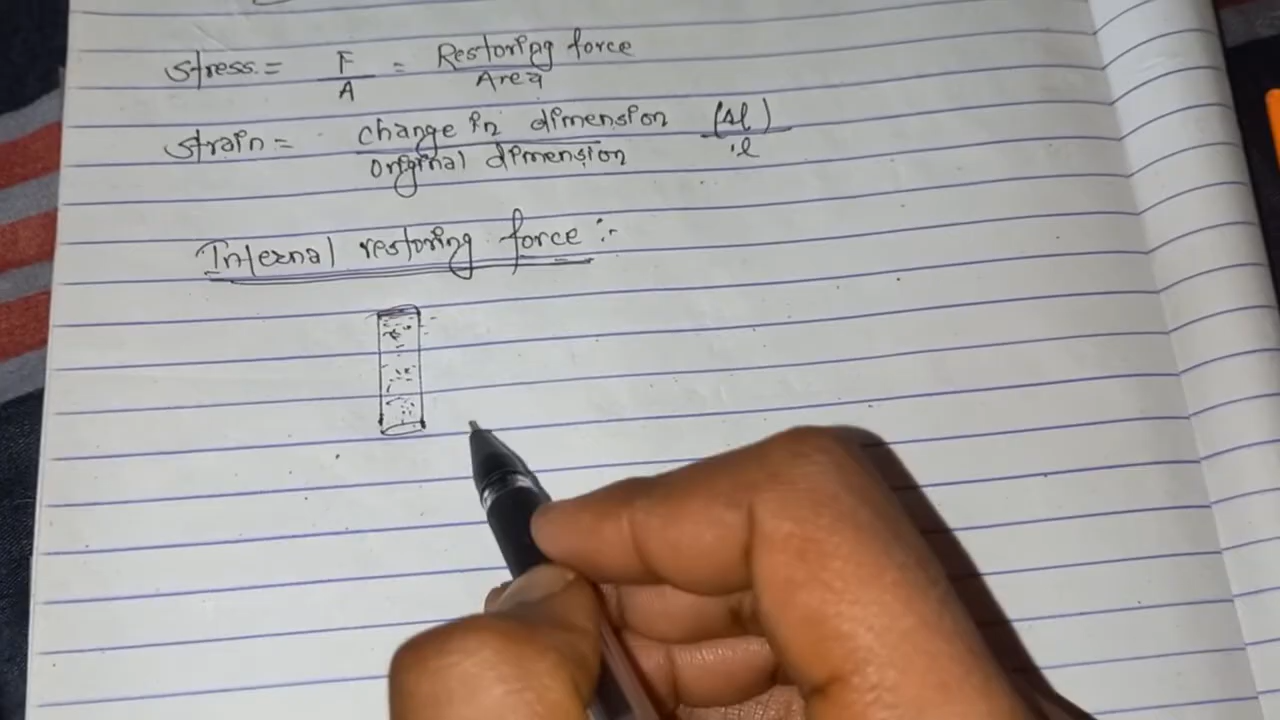 stress = F/A = Restoring force / Area
strain = change in dimension / original dimension (Δl) / l
Internal restoring force :-